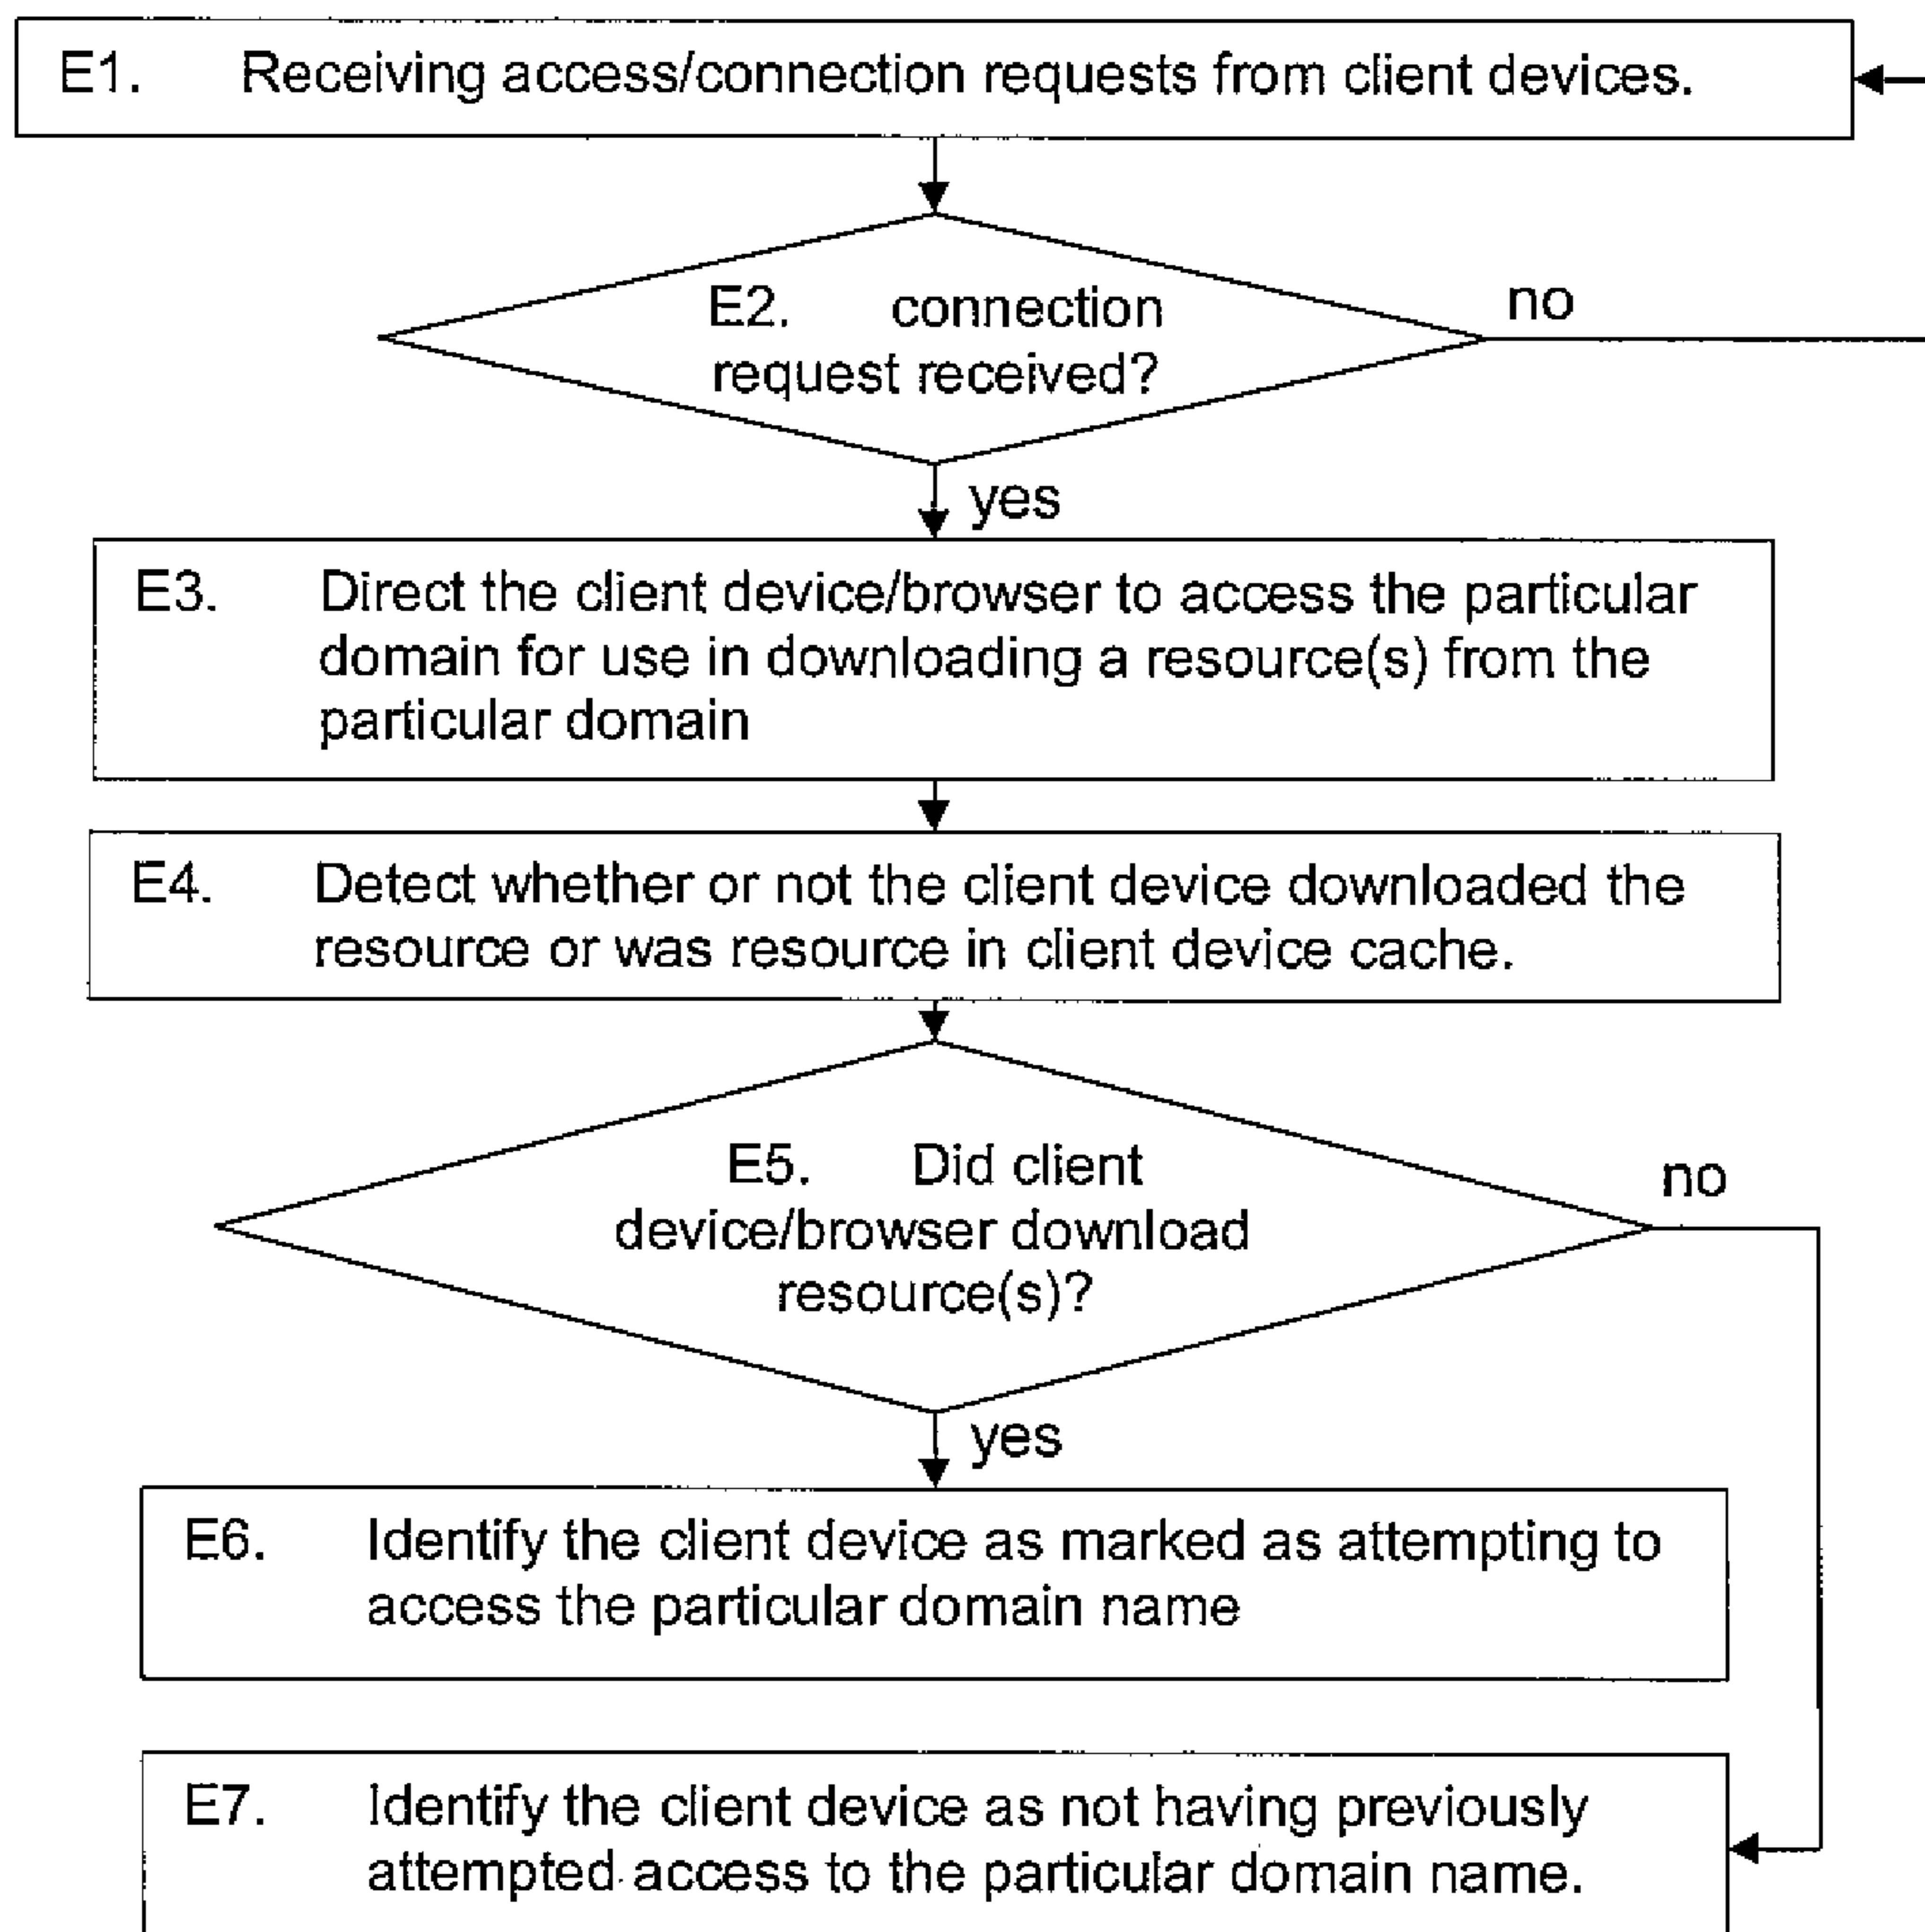 E1. Receiving access/connection requests from client devices.
E2. connection
request received?
no
yes
E3. Direct the client device/browser to access the particular
domain for use in downloading a resource(s) from the
particular domain
E4. Detect whether or not the client device downloaded the
resource or was resource in client device cache.
E5. Did client
device/browser download
resource(s)?
no
yes
E6. Identify the client device as marked as attempting to
access the particular domain name
E7. Identify the client device as not having previously
attempted access to the particular domain name.